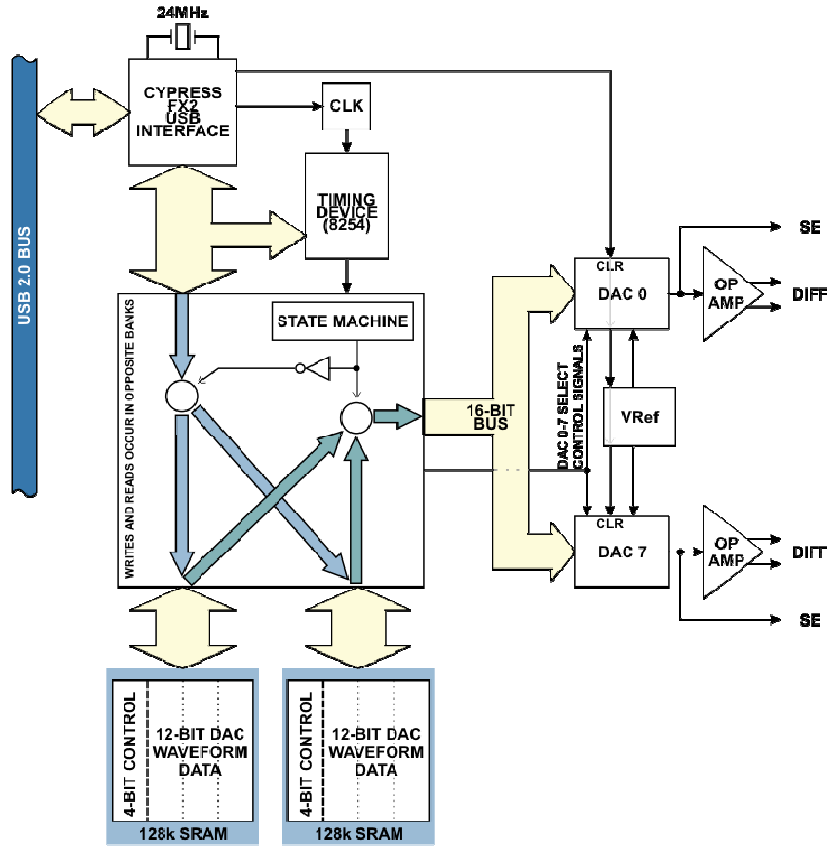 24MHz
CYPRESS
FX2
USB
INTERFACE
CLK
TIMING
DEVICE
(8254)
USB 2.0 BUS
WRITES AND READS OCCUR IN OPPOSITE BANKS
STATE MACHINE
16-BIT
BUS
DAC 0-7 SELECT
CONTROL SIGNALS
CLR
DAC 0
OP
AMP
SE
DIFF
VRef
CLR
DAC 7
OP
AMP
DIFF
SE
4-BIT CONTROL
12-BIT DAC
WAVEFORM
DATA
128k SRAM
4-BIT CONTROL
12-BIT DAC
WAVEFORM
DATA
128k SRAM